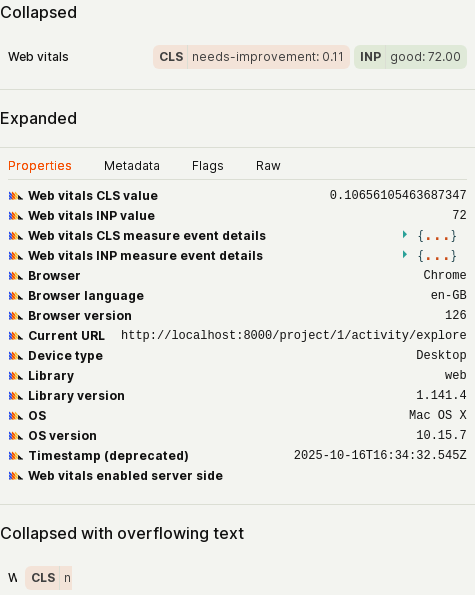 Collapsed
Web vitals CLS needs-improvement: 0.11 INP good: 72.00
Expanded
Properties Metadata Flags Raw
Web vitals CLS value 0.10656105463687347
Web vitals INP value 72
Web vitals CLS measure event details {...}
Web vitals INP measure event details {...}
Browser Chrome
Browser language en-GB
Browser version 126
Current URL http://localhost:8000/project/1/activity/explore
Device type Desktop
Library web
Library version 1.141.4
OS Mac OS X
OS version 10.15.7
Timestamp (deprecated) 2025-10-16T16:34:32.545Z
Web vitals enabled server side
Collapsed with overflowing text
W CLS n